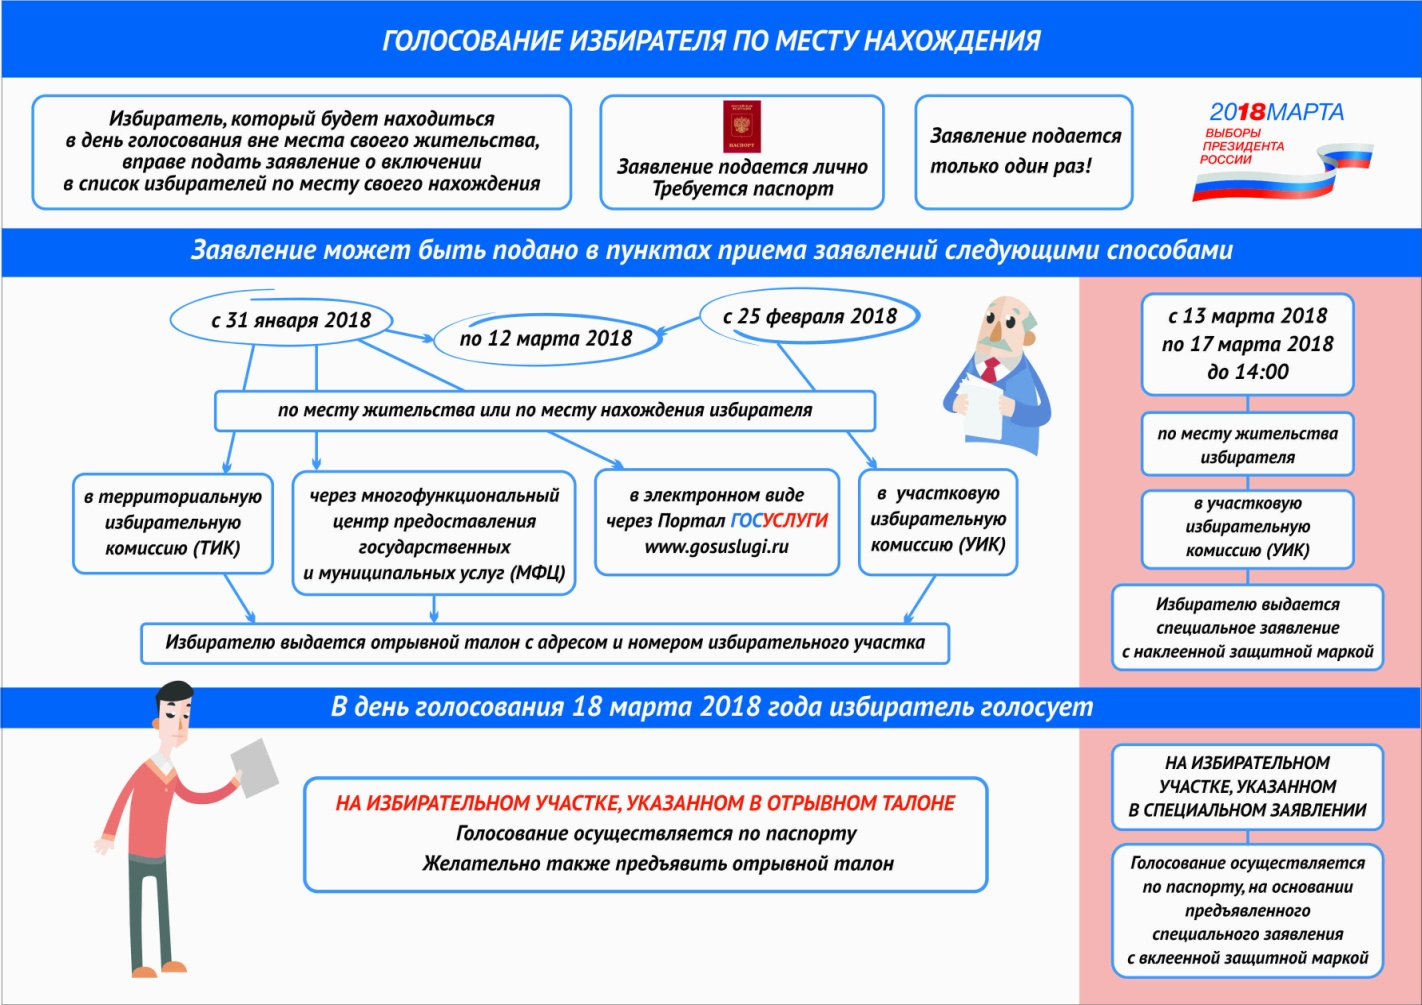 ГОЛОСОВАНИЕ ИЗБИРАТЕЛЯ ПО МЕСТУ НАХОЖДЕНИЯ
Избиратель, который будет находиться
в день голосования вне места своего жительства,
вправе подать заявление о включении
в список избирателей по месту своего нахождения
ПАСПОРТ
Заявление подается лично
Требуется паспорт
Заявление подается
только один раз!
2018МАРТА
ВЫБОРЫ
ПРЕЗИДЕНТА
РОССИИ
Заявление может быть подано в пунктах приема заявлений следующими способами
с 31 января 2018
по 12 марта 2018
с 25 февраля 2018
по месту жительства или по месту нахождения избирателя
в территориальную
избирательную
комиссию (ТИК)
через многофункциональный
центр предоставления
государственных
и муниципальных услуг (МФЦ)
в электронном виде
через Портал ГОСУСЛУГИ
www.gosuslugi.ru
в участковую
избирательную
комиссию (УИК)
Избирателю выдается отрывной талон с адресом и номером избирательного участка
с 13 марта 2018
по 17 марта 2018
до 14:00
по месту жительства
избирателя
в участковую
избирательную
комиссию (УИК)
Избирателю выдается
специальное заявление
с наклеенной защитной маркой
В день голосования 18 марта 2018 года избиратель голосует
НА ИЗБИРАТЕЛЬНОМ УЧАСТКЕ, УКАЗАННОМ В ОТРЫВНОМ ТАЛОНЕ
Голосование осуществляется по паспорту
Желательно также предъявить отрывной талон
НА ИЗБИРАТЕЛЬНОМ
УЧАСТКЕ, УКАЗАННОМ
В СПЕЦИАЛЬНОМ ЗАЯВЛЕНИИ
Голосование осуществляется
по паспорту, на основании
предъявленного
специального заявления
с вклеенной защитной маркой